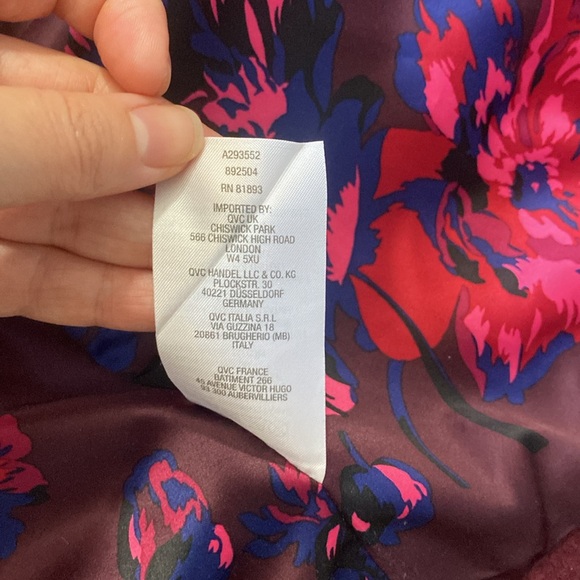 A293552
892504
RN 81893
IMPORTED BY:
QVC UK
CHISWICK PARK
566 CHISWICK HIGH ROAD
LONDON
W4 5XU
QVC HANDEL LLC & CO. KG
PLOCKSTR. 30
40221 DÜSSELDORF
GERMANY
QVC ITALIA S.R.L
VIA GUZZINA 18
20861 BRUGHERIO (MB)
ITALY
QVC FRANCE
BATIMENT 266
45 AVENUE VICTOR HUGO
93 300 AUBERVILLIERS